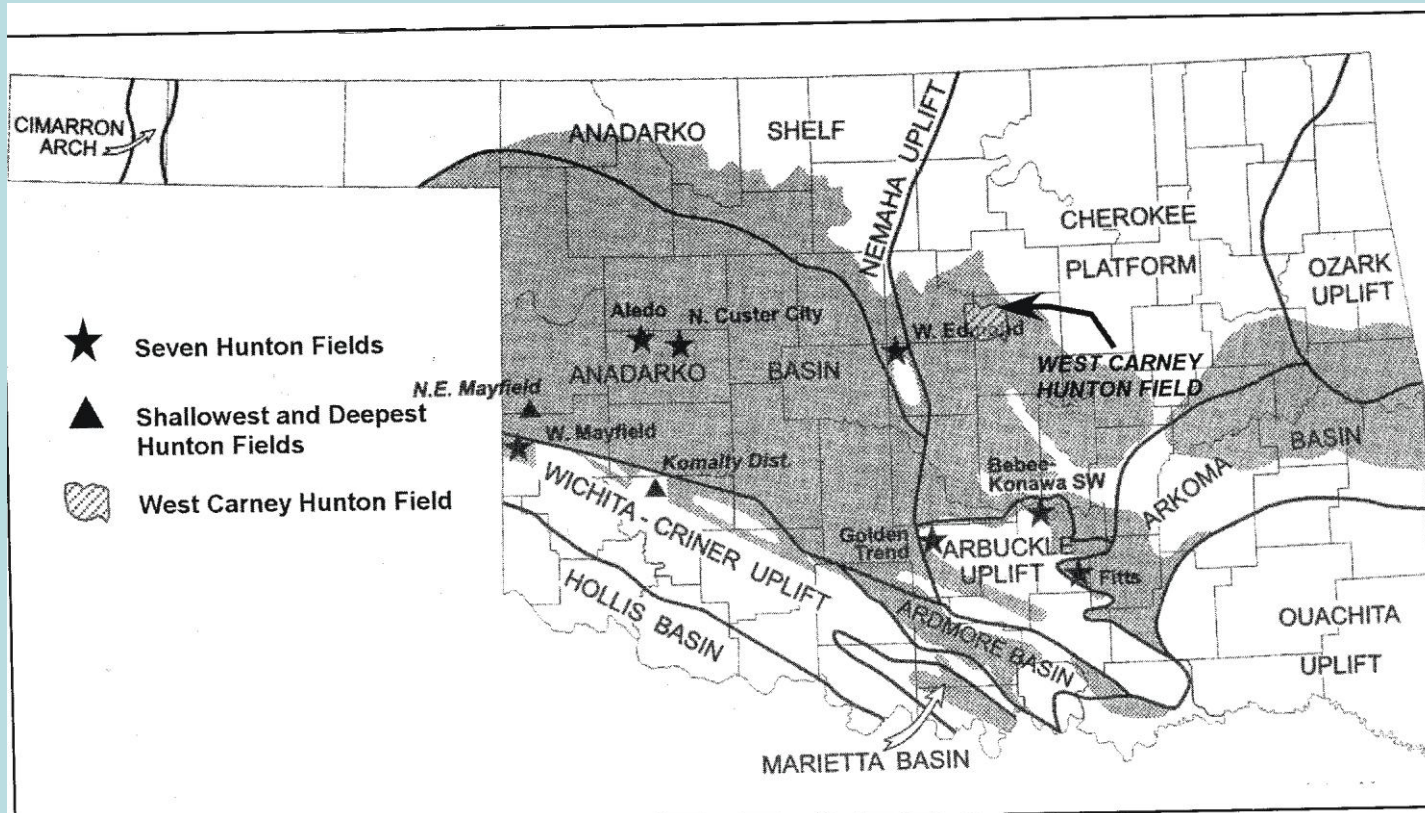 CIMARRON
ARCH
ANADARKO SHELF
NEMAHA UPLIFT
CHEROKEE
PLATFORM
OZARK
UPLIFT
Aledo
N. Custer City
W. Edmond
ANADARKO BASIN
WEST CARNEY
HUNTON FIELD
Seven Hunton Fields
N.E. Mayfield
Shallowest and Deepest
Hunton Fields
W. Mayfield
Komalty Dist.
West Carney Hunton Field
Bebee-
Konawa SW
ARKOMA BASIN
WICHITA - CRINER UPLIFT
Golden
Trend
ARBUCKLE
UPLIFT
Fitts
HOLLIS BASIN
ARDMORE BASIN
OUACHITA
UPLIFT
MARIETTA BASIN